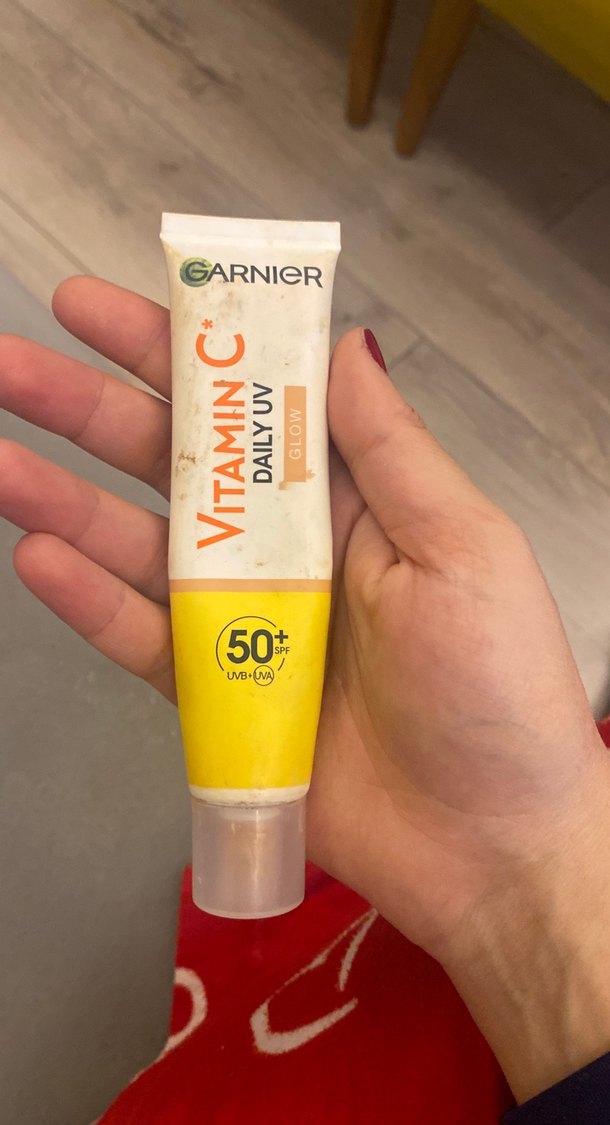 GARNIER
VITAMIN C*
DAILY UV
GLOW
50+
SPF
UVB+UVA